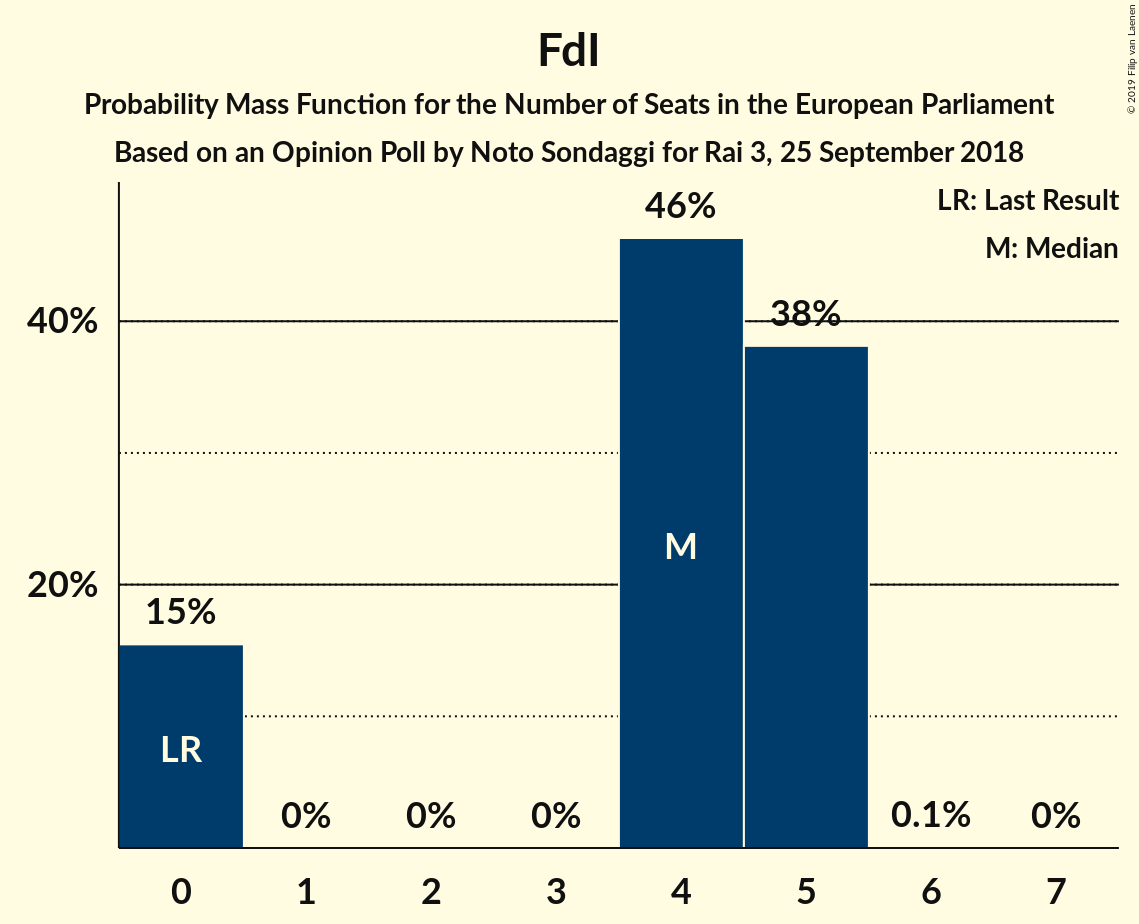 FdI
Probability Mass Function for the Number of Seats in the European Parliament
Based on an Opinion Poll by Noto Sondaggi for Rai 3, 25 September 2018
© 2019 Filip van Laenen
LR: Last Result
M: Median
46%
38%
40%
20%
15%
M
LR
0%
0%
0%
0.1%
0%
0
1
2
3
4
5
6
7